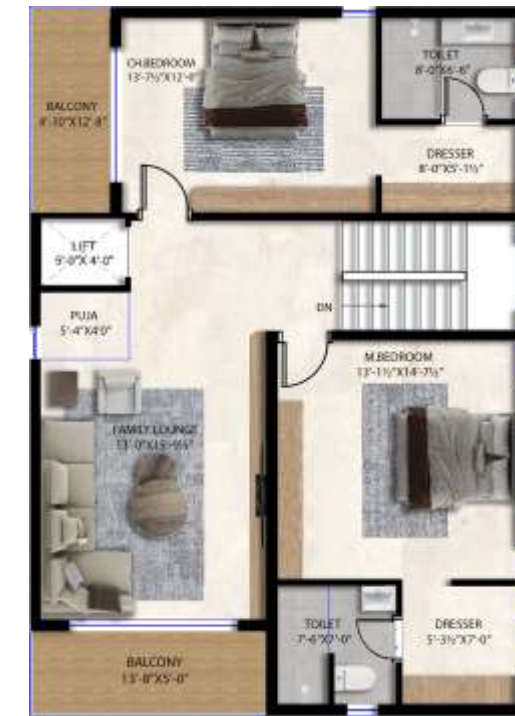 CH.BEDROOM
13'-7½"X12'-8"
TOILET
8'-0"X6'-6"
BALCONY
4'-10"X12'-8"
DRESSER
8'-0"X5'-1½"
LIFT
5'-0"X 4'-0"
PUJA
5'-4"X4'0"
DN
M.BEDROOM
13'-1½"X14'-7½"
FAMILY LOUNGE
13'-0"X15'-9½"
TOILET
7'-6"X7'-0"
DRESSER
5'-3½"X7'-0"
BALCONY
13'-8"X5'-0"